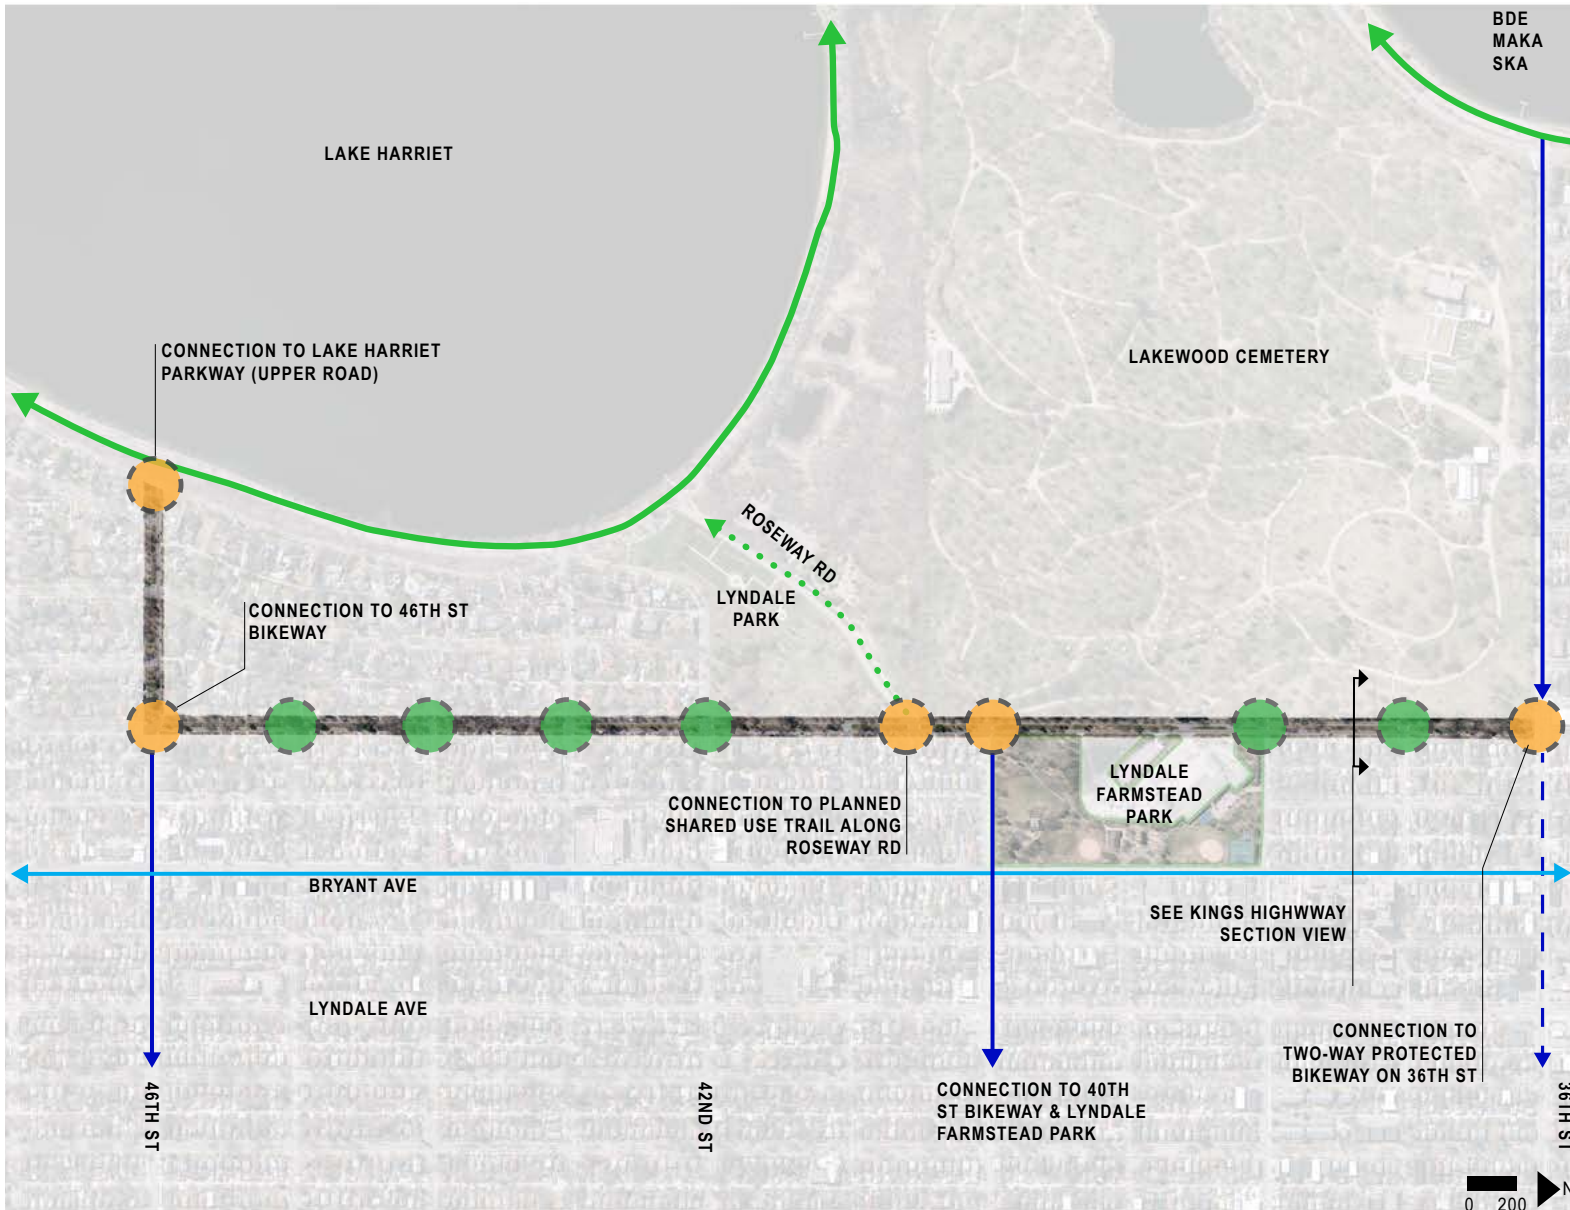 BDE
MAKA
SKA
LAKE HARRIET
CONNECTION TO LAKE HARRIET
PARKWAY (UPPER ROAD)
LAKEWOOD CEMETERY
ROSEWAY RD
LYNDALE
PARK
CONNECTION TO 46TH ST
BIKEWAY
LYNDALE
FARMSTEAD
PARK
CONNECTION TO PLANNED
SHARED USE TRAIL ALONG
ROSEWAY RD
BRYANT AVE
SEE KINGS HIGHWWAY
SECTION VIEW
LYNDALE AVE
CONNECTION TO
TWO-WAY PROTECTED
BIKEWAY ON 36TH ST
46TH ST
42ND ST
CONNECTION TO 40TH
ST BIKEWAY & LYNDALE
FARMSTEAD PARK
36TH ST
0 200
N